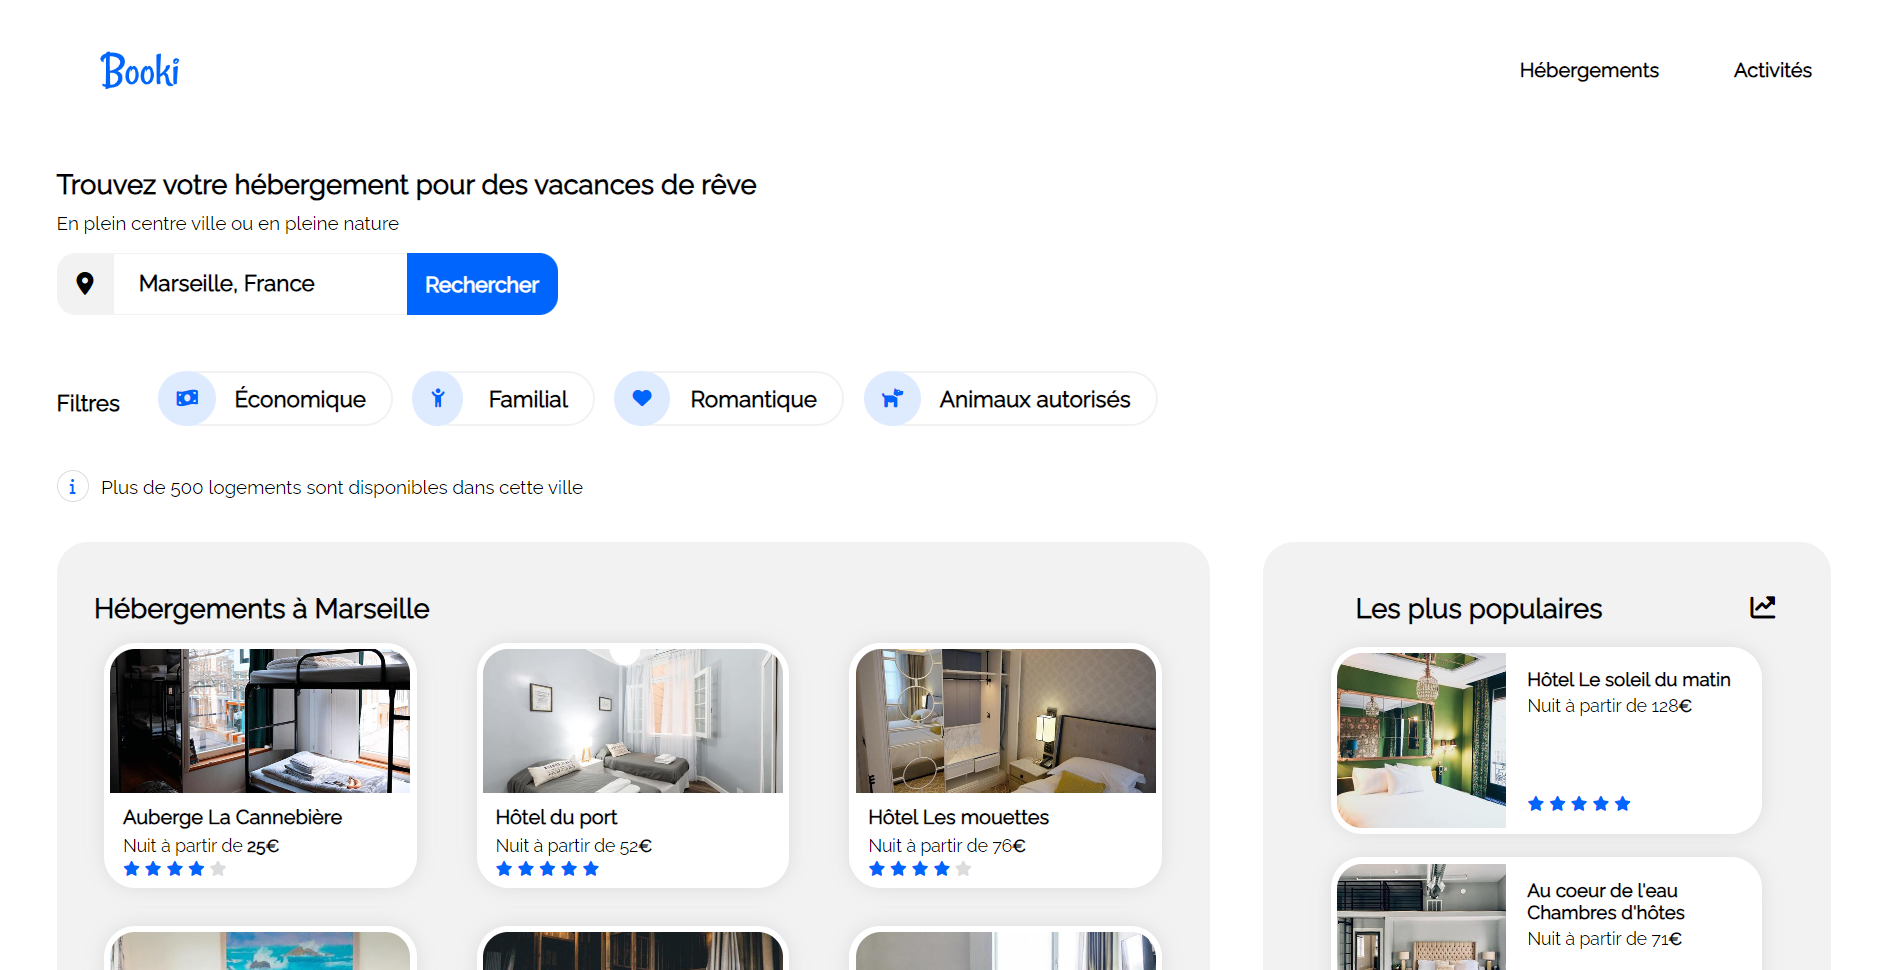 Booki
Hébergements
Activités
Trouvez votre hébergement pour des vacances de rêve
En plein centre ville ou en pleine nature
Marseille, France
Rechercher
Filtres
Économique
Familial
Romantique
Animaux autorisés
i
Plus de 500 logements sont disponibles dans cette ville
Hébergements à Marseille
Auberge La Cannebière
Nuit à partir de 25€
Hôtel du port
Nuit à partir de 52€
Hôtel Les mouettes
Nuit à partir de 76€
Les plus populaires
Hôtel Le soleil du matin
Nuit à partir de 128€
Au coeur de l'eau
Chambres d'hôtes
Nuit à partir de 71€